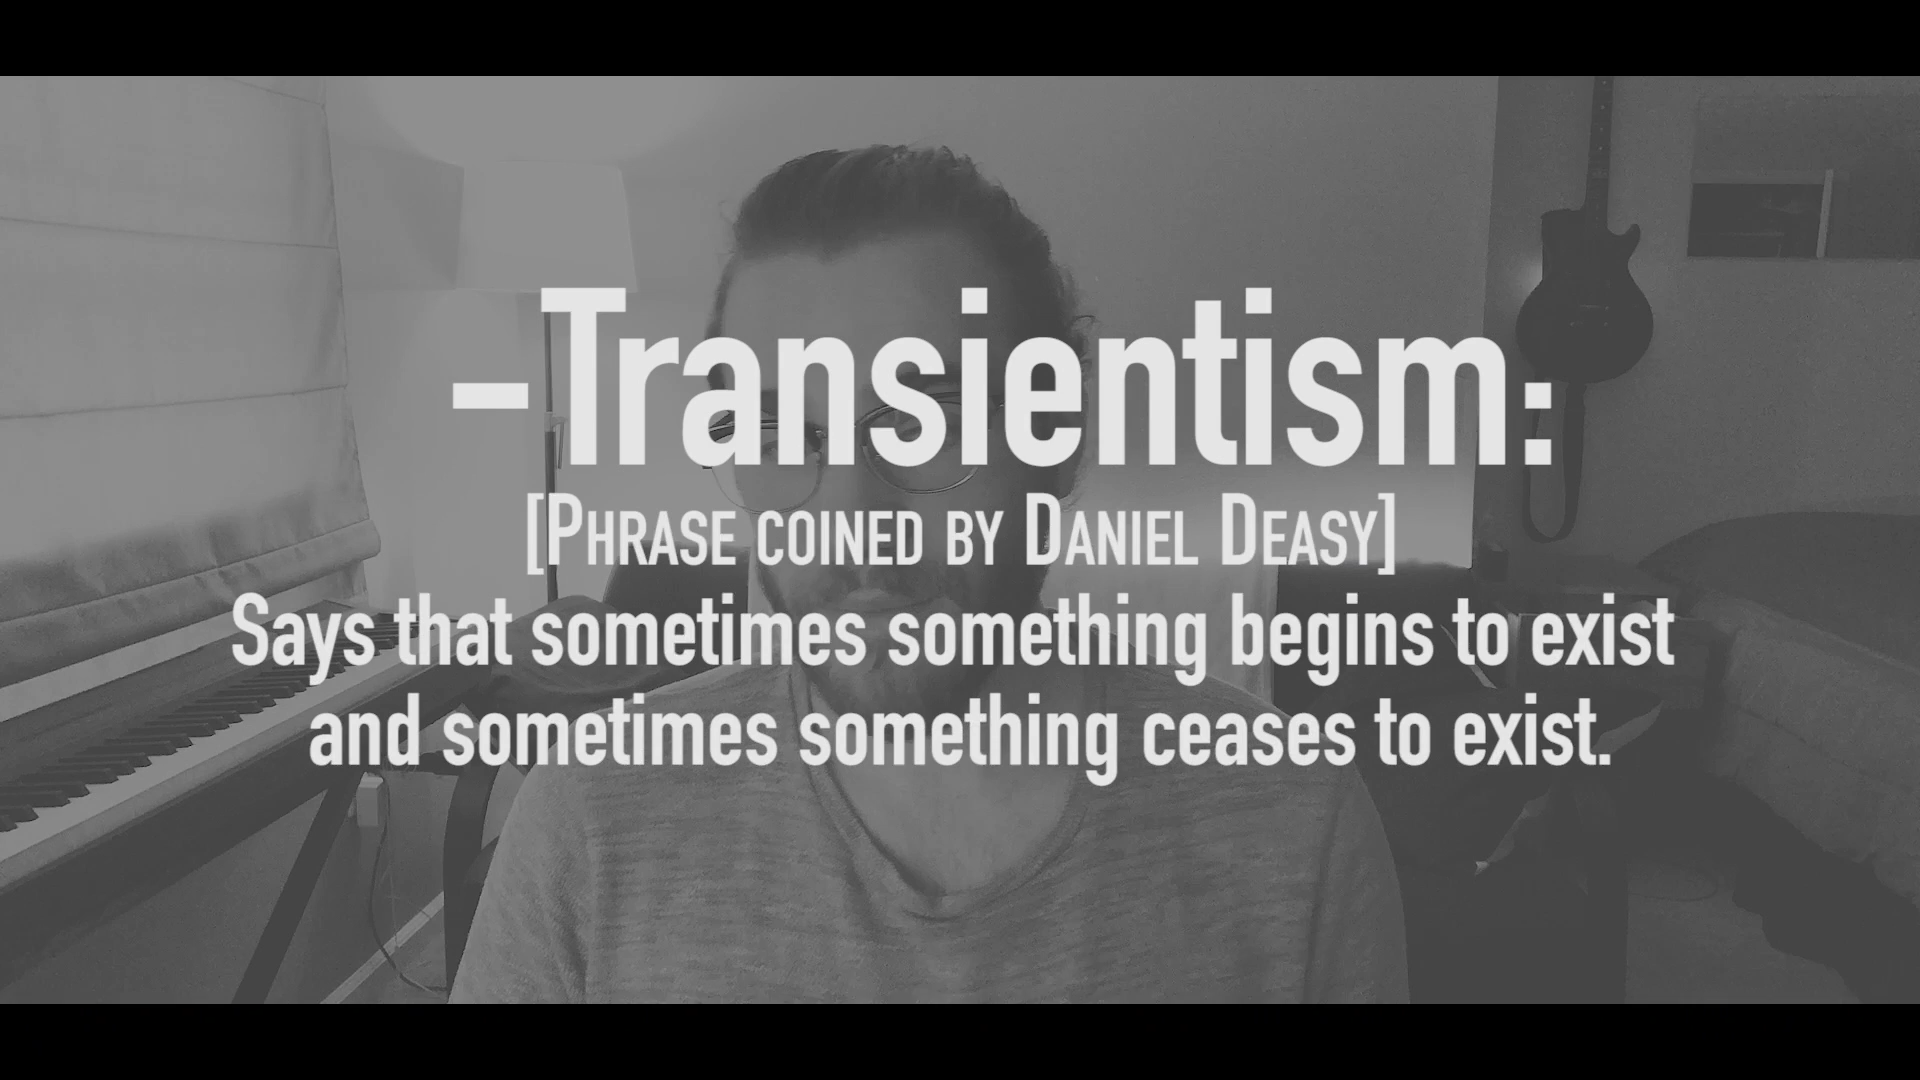 –Transientism:
[Phrase coined by Daniel Deasy]
Says that sometimes something begins to exist
and sometimes something ceases to exist.